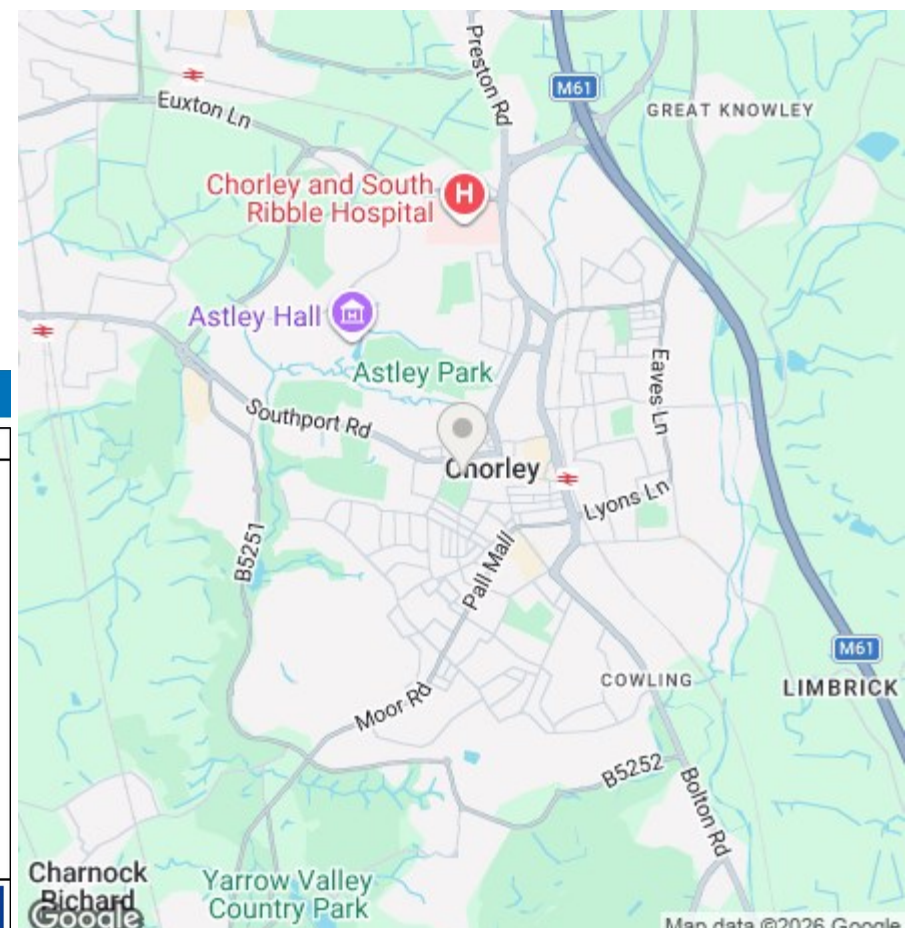 Preston Rd
M61
GREAT KNOWLEY
Euxton Ln
Chorley and South
Ribble Hospital
H
Astley Hall
Astley Park
Eaves Ln
Southport Rd
Chorley
Lyons Ln
B5251
Pall Mall
M61
COWLING
LIMBRICK
Moor Rd
B5252
Bolton Rd
Charnock
Richard
Yarrow Valley
Country Park
Google
Map data ©2026 Google